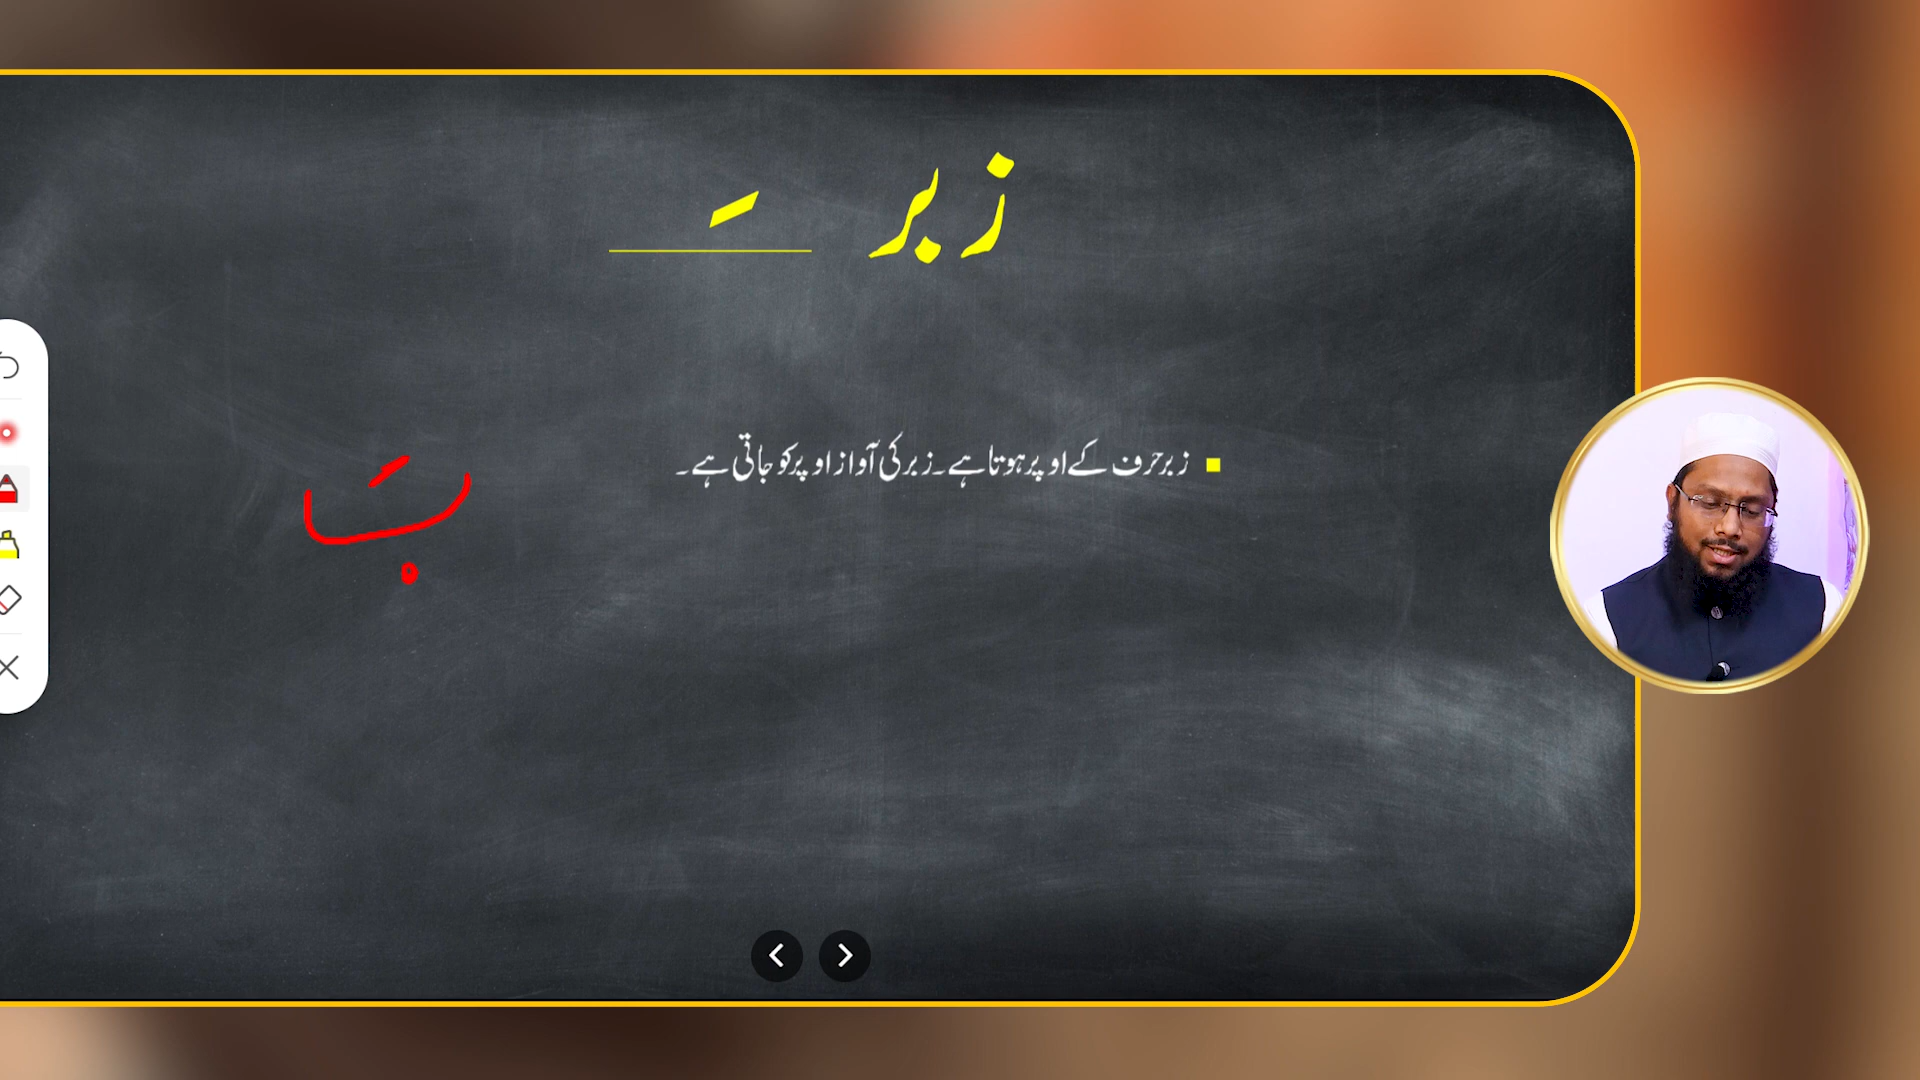 زبر  ـَ
زبر حرف کے اوپر ہوتا ہے۔ زبر کی آواز اوپر کو جاتی ہے۔
بَ